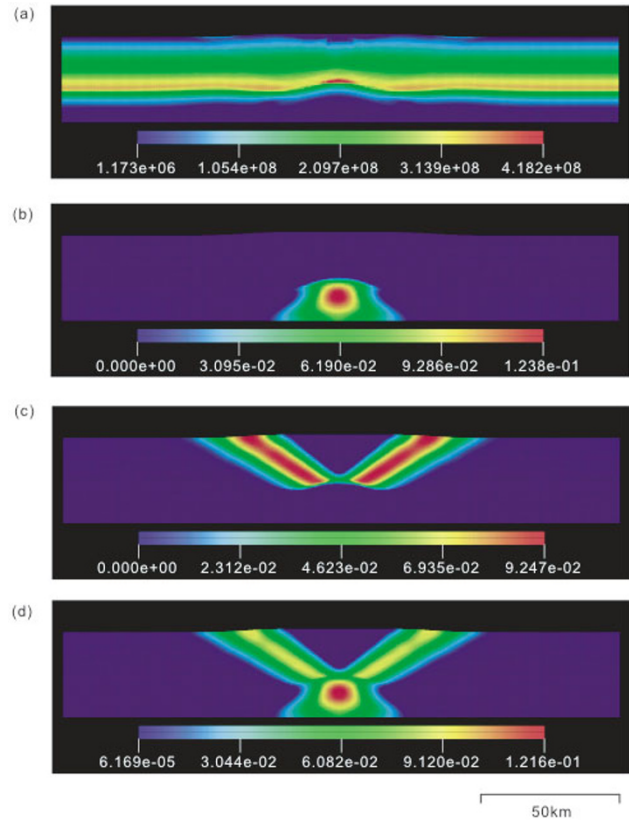 (a)
1.173e+06 1.054e+08 2.097e+08 3.139e+08 4.182e+08
(b)
0.000e+00 3.095e-02 6.190e-02 9.286e-02 1.238e-01
(c)
0.000e+00 2.312e-02 4.623e-02 6.935e-02 9.247e-02
(d)
6.169e-05 3.044e-02 6.082e-02 9.120e-02 1.216e-01
50km